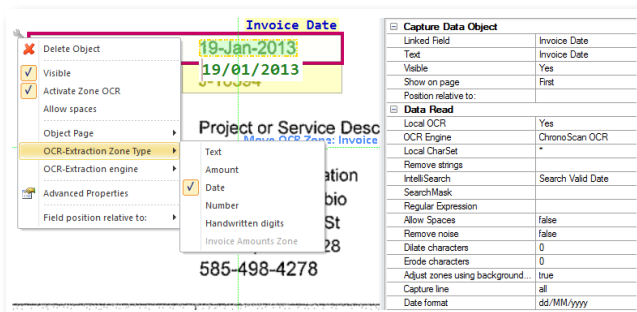 Invoice Date
19-Jan-2013
19/01/2013
Delete Object
Visible
Activate Zone OCR
Allow spaces
Object Page
OCR-Extraction Zone Type
OCR-Extraction engine
Advanced Properties
Field position relative to:
Text
Amount
Date
Number
Handwritten digits
Invoice Amounts Zone
Project or Service Desc
Move OCR Zone: Invoice
ation
bio
St
28
585-498-4278
Capture Data Object
Linked Field Invoice Date
Text Invoice Date
Visible Yes
Show on page First
Position relative to:
Data Read
Local OCR Yes
OCR Engine ChronoScan OCR
Local CharSet *
Remove strings
IntelliSearch Search Valid Date
SearchMask
Regular Expression
Allow Spaces false
Remove noise false
Dilate characters 0
Erode characters 0
Adjust zones using background... true
Capture line all
Date format dd/MM/yyyy